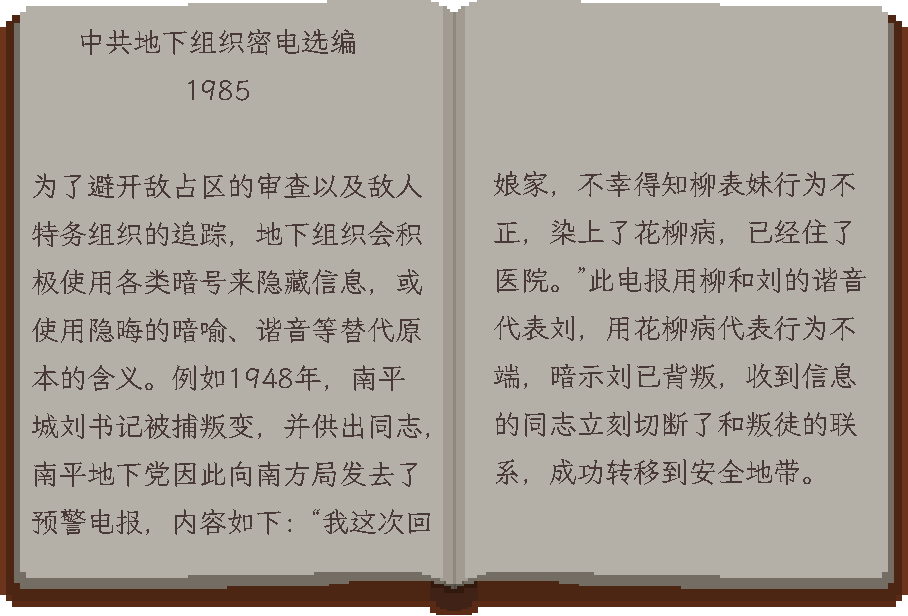 中共地下组织密电选编
1985
为了避开敌占区的审查以及敌人
特务组织的追踪，地下组织会积
极使用各类暗号来隐藏信息，或
使用隐晦的暗喻、谐音等替代原
本的含义。例如1948年，南平
城刘书记被捕叛变，并供出同志，
南平地下党因此向南方局发去了
预警电报，内容如下：“我这次回
娘家，不幸得知柳表妹行为不
正，染上了花柳病，已经住了
医院。”此电报用柳和刘的谐音
代表刘，用花柳病代表行为不
端，暗示刘已背叛，收到信息
的同志立刻切断了和叛徒的联
系，成功转移到安全地带。